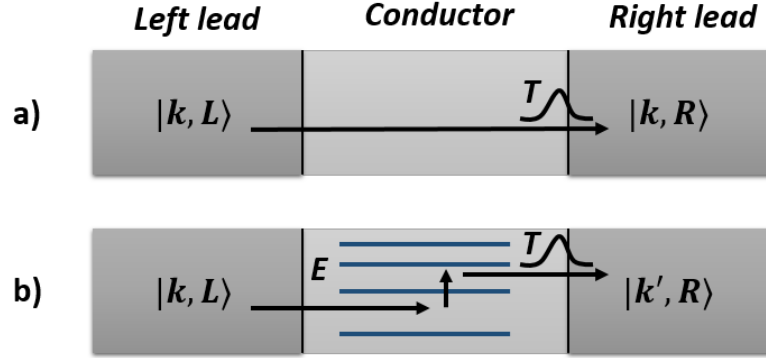 Left lead Conductor Right lead
a) |k, L⟩ T |k, R⟩
b) |k, L⟩ E T |k′, R⟩